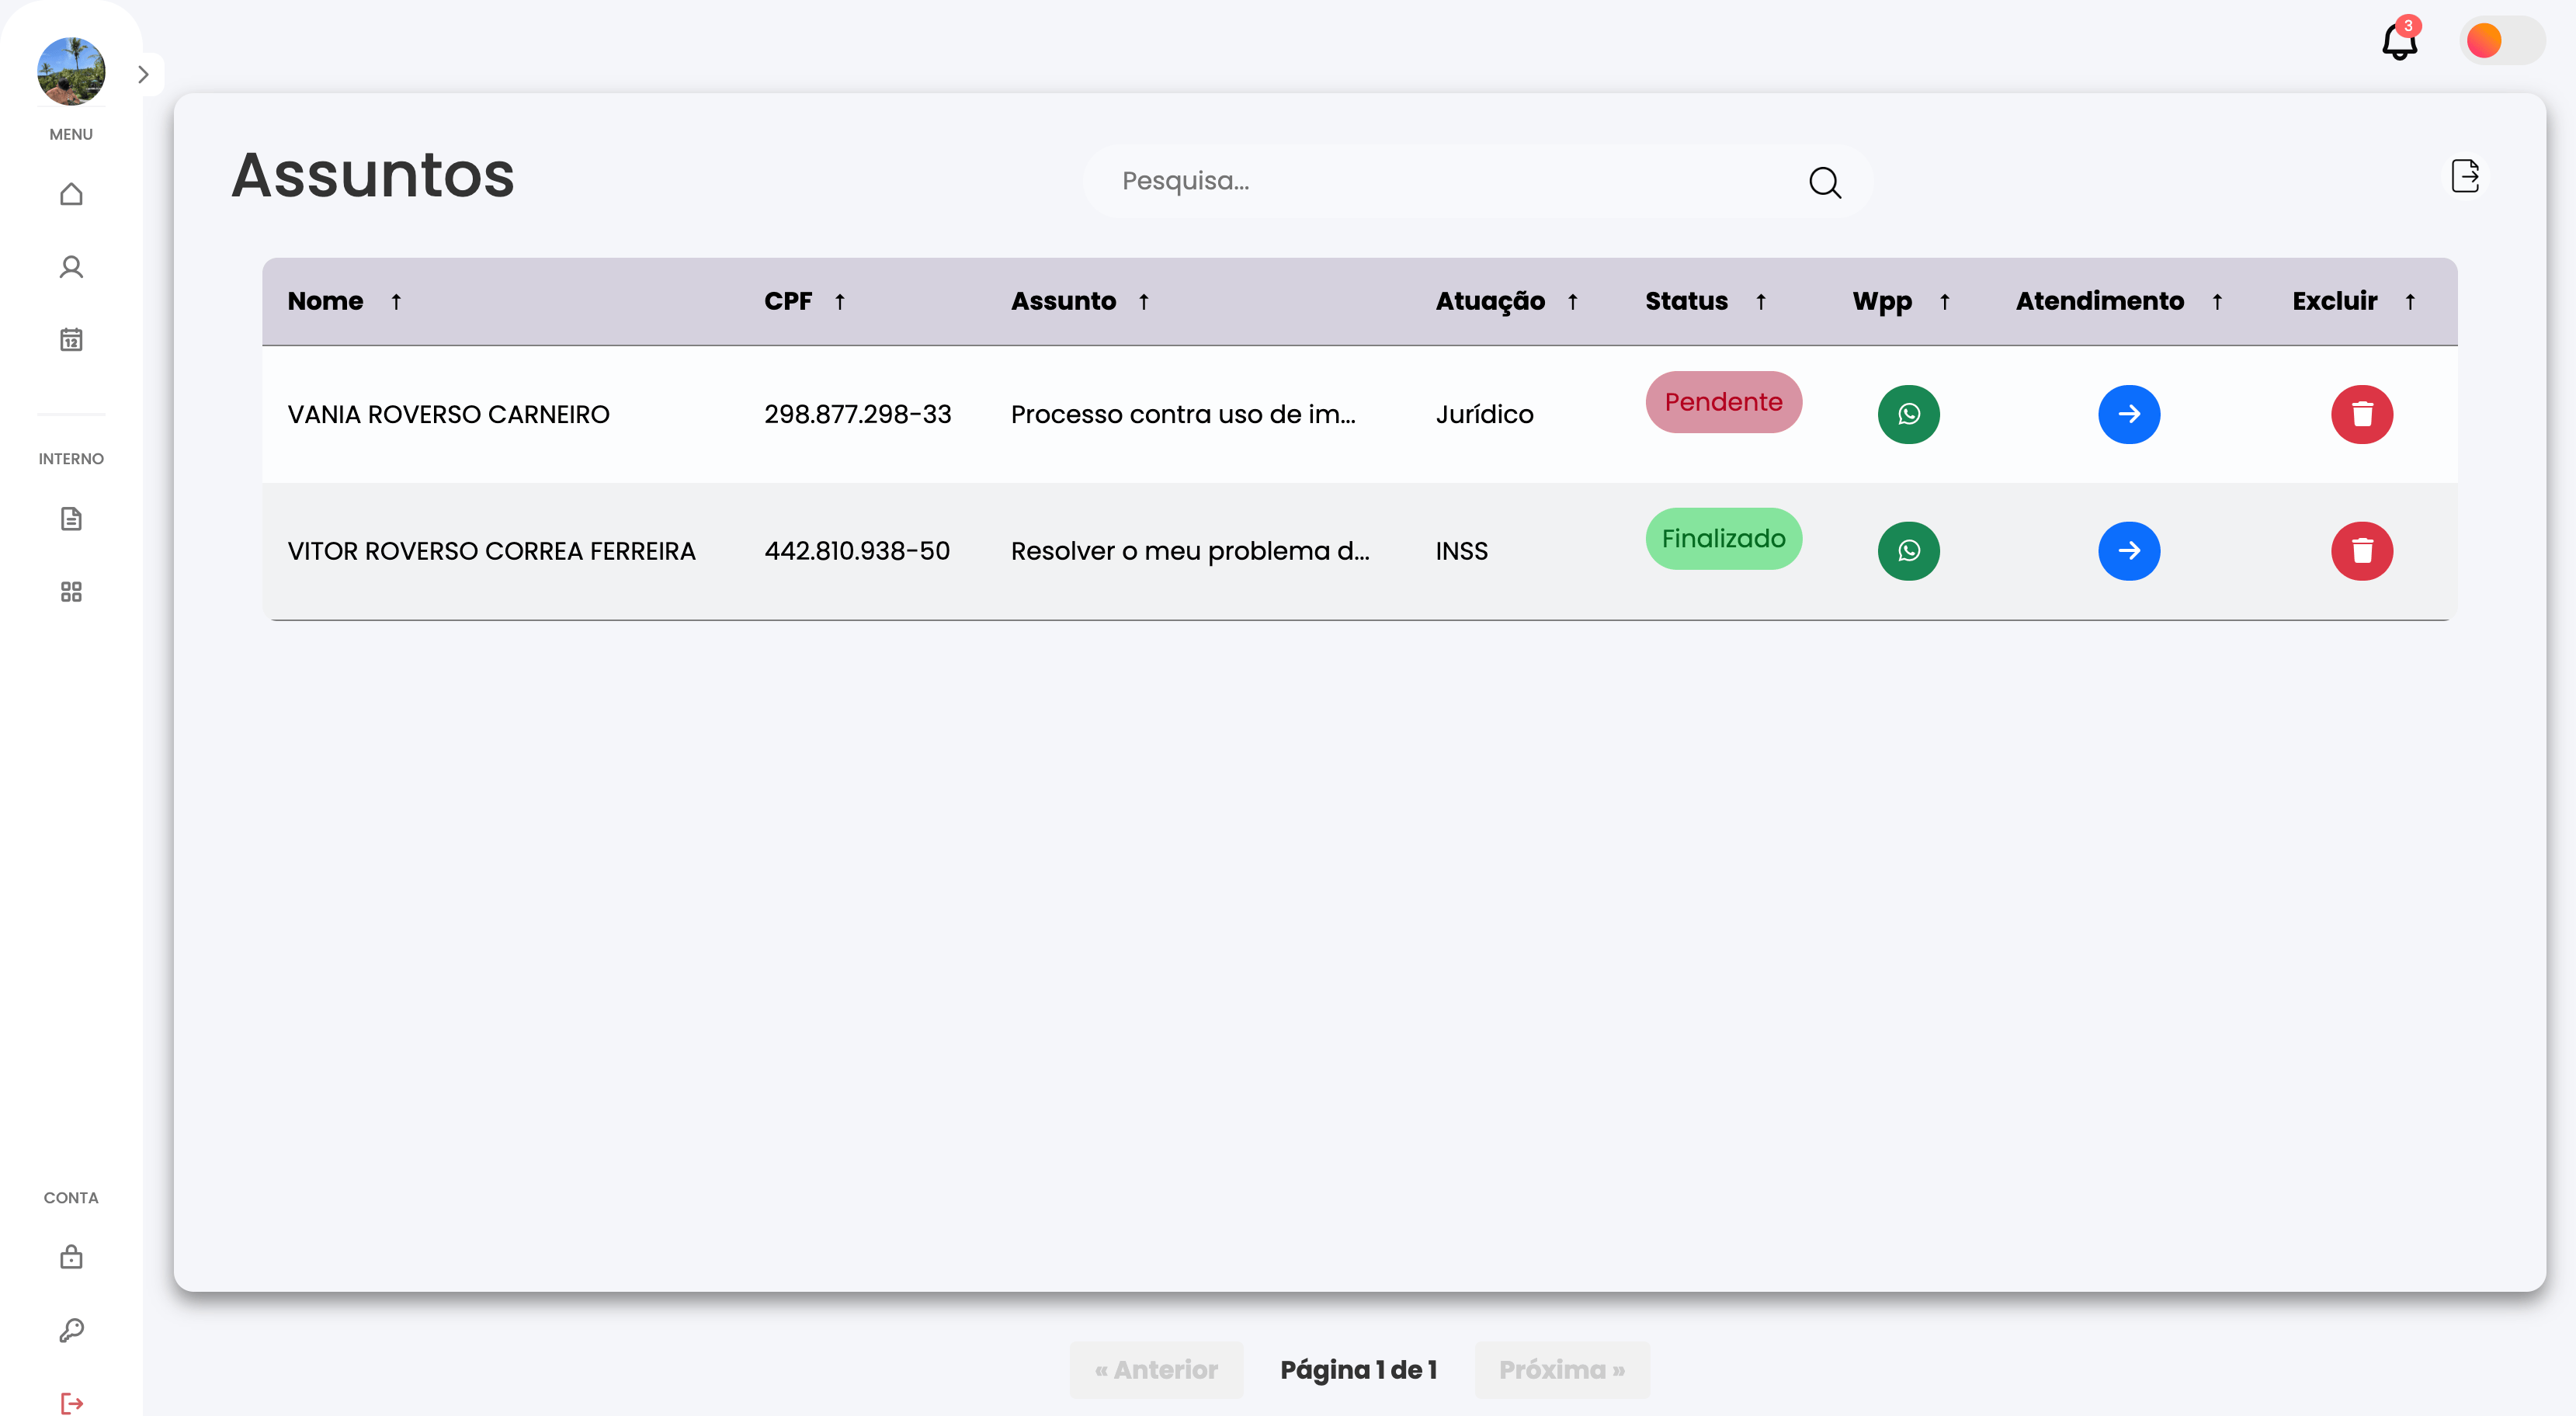 3
MENU
Assuntos
Pesquisa...
Nome ↑ CPF ↑ Assunto ↑ Atuação ↑ Status ↑ Wpp ↑ Atendimento ↑ Excluir ↑
12
VANIA ROVERSO CARNEIRO 298.877.298-33 Processo contra uso de im... Jurídico Pendente
INTERNO
VITOR ROVERSO CORREA FERREIRA 442.810.938-50 Resolver o meu problema d... INSS Finalizado
CONTA
« Anterior Página 1 de 1 Próxima »